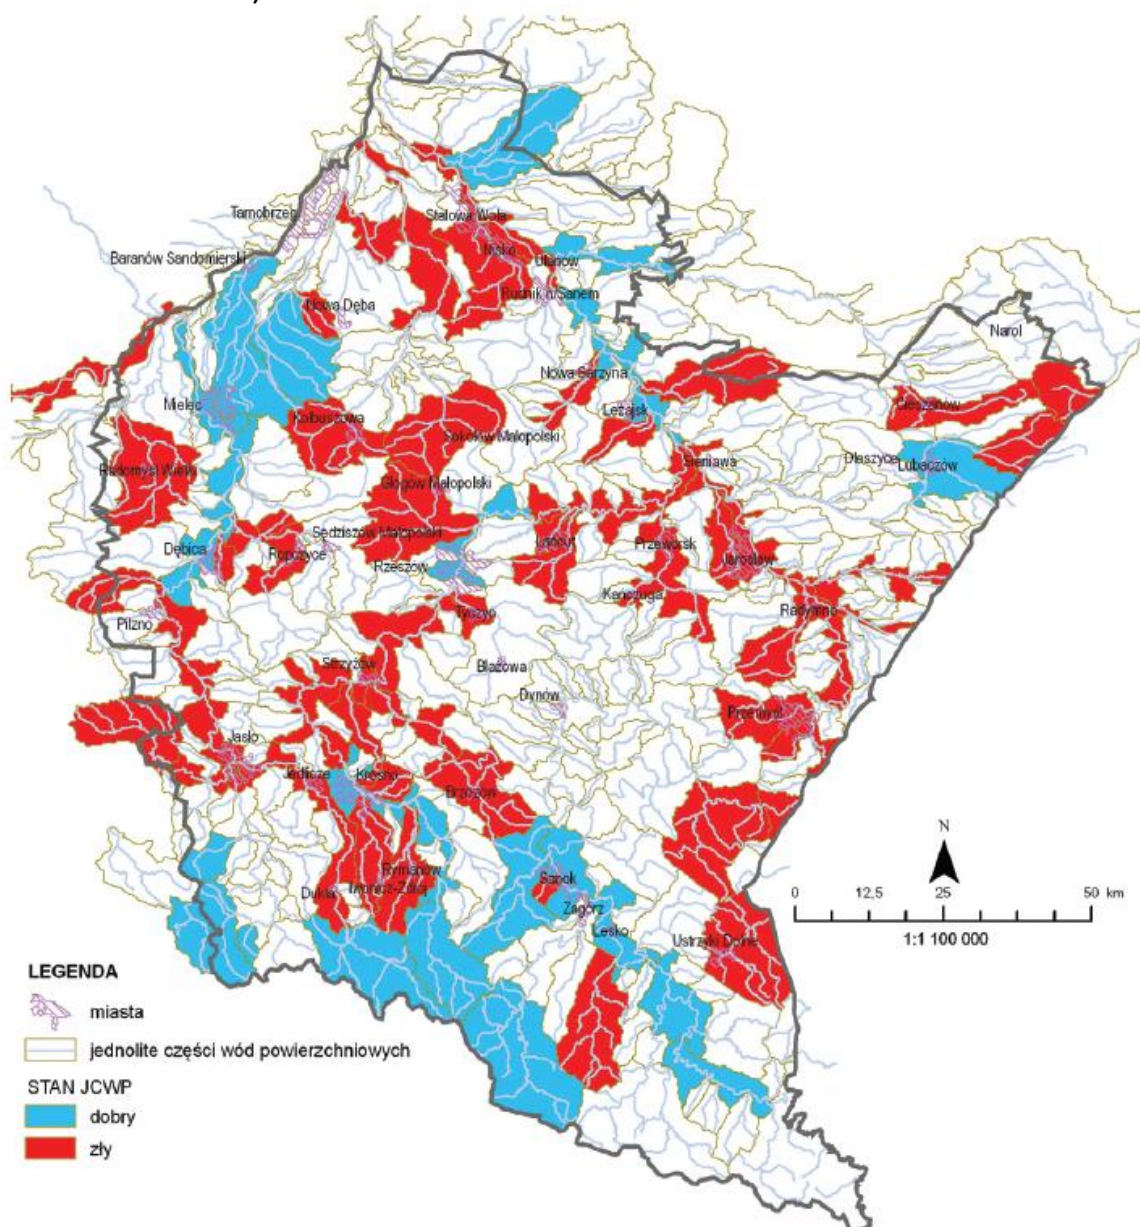 Tarnobrzeg
Stalowa Wola
Nisko
Ulanów
Baranów Sandomierski
Rudnik n/Sanem
Nowa Dęba
Narol
Nowa Sarzyna
Mielec
Leżajsk
Cieszanów
Kolbuszowa
Sokołów Małopolski
Sieniawa
Oleszyce
Lubaczów
Radomyśl Wielki
Głogów Małopolski
Sędziszów Małopolski
Dębica
Ropczyce
Łańcut
Przeworsk
Jarosław
Rzeszów
Kańczuga
Radymno
Pilzno
Tyczyn
Strzyżów
Błażowa
Dynów
Przemyśl
Jasło
Jedlicze
Krosno
Brzozów
N
Rymanów
Dukla
Iwonicz-Zdrój
Sanok
Zagórz
Lesko
Ustrzyki Dolne
0 12,5 25 50 km
1:1 100 000
LEGENDA
miasta
jednolite części wód powierzchniowych
STAN JCWP
dobry
zły